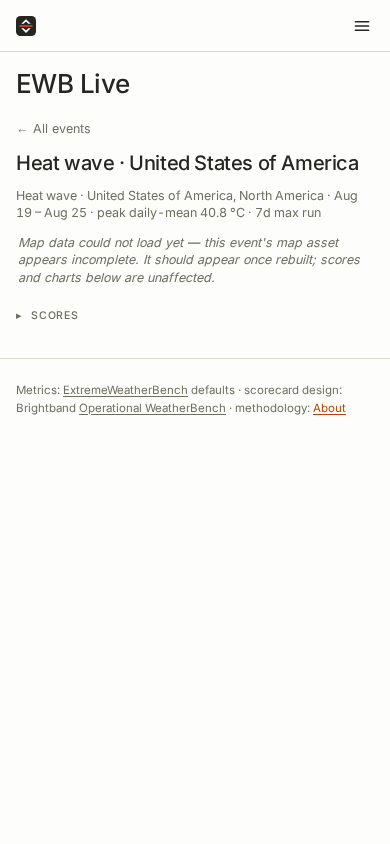 EWB Live
← All events
Heat wave · United States of America
Heat wave · United States of America, North America · Aug
19 – Aug 25 · peak daily-mean 40.8 °C · 7d max run
Map data could not load yet — this event's map asset
appears incomplete. It should appear once rebuilt; scores
and charts below are unaffected.
▸ SCORES
Metrics: ExtremeWeatherBench defaults · scorecard design:
Brightband Operational WeatherBench · methodology: About